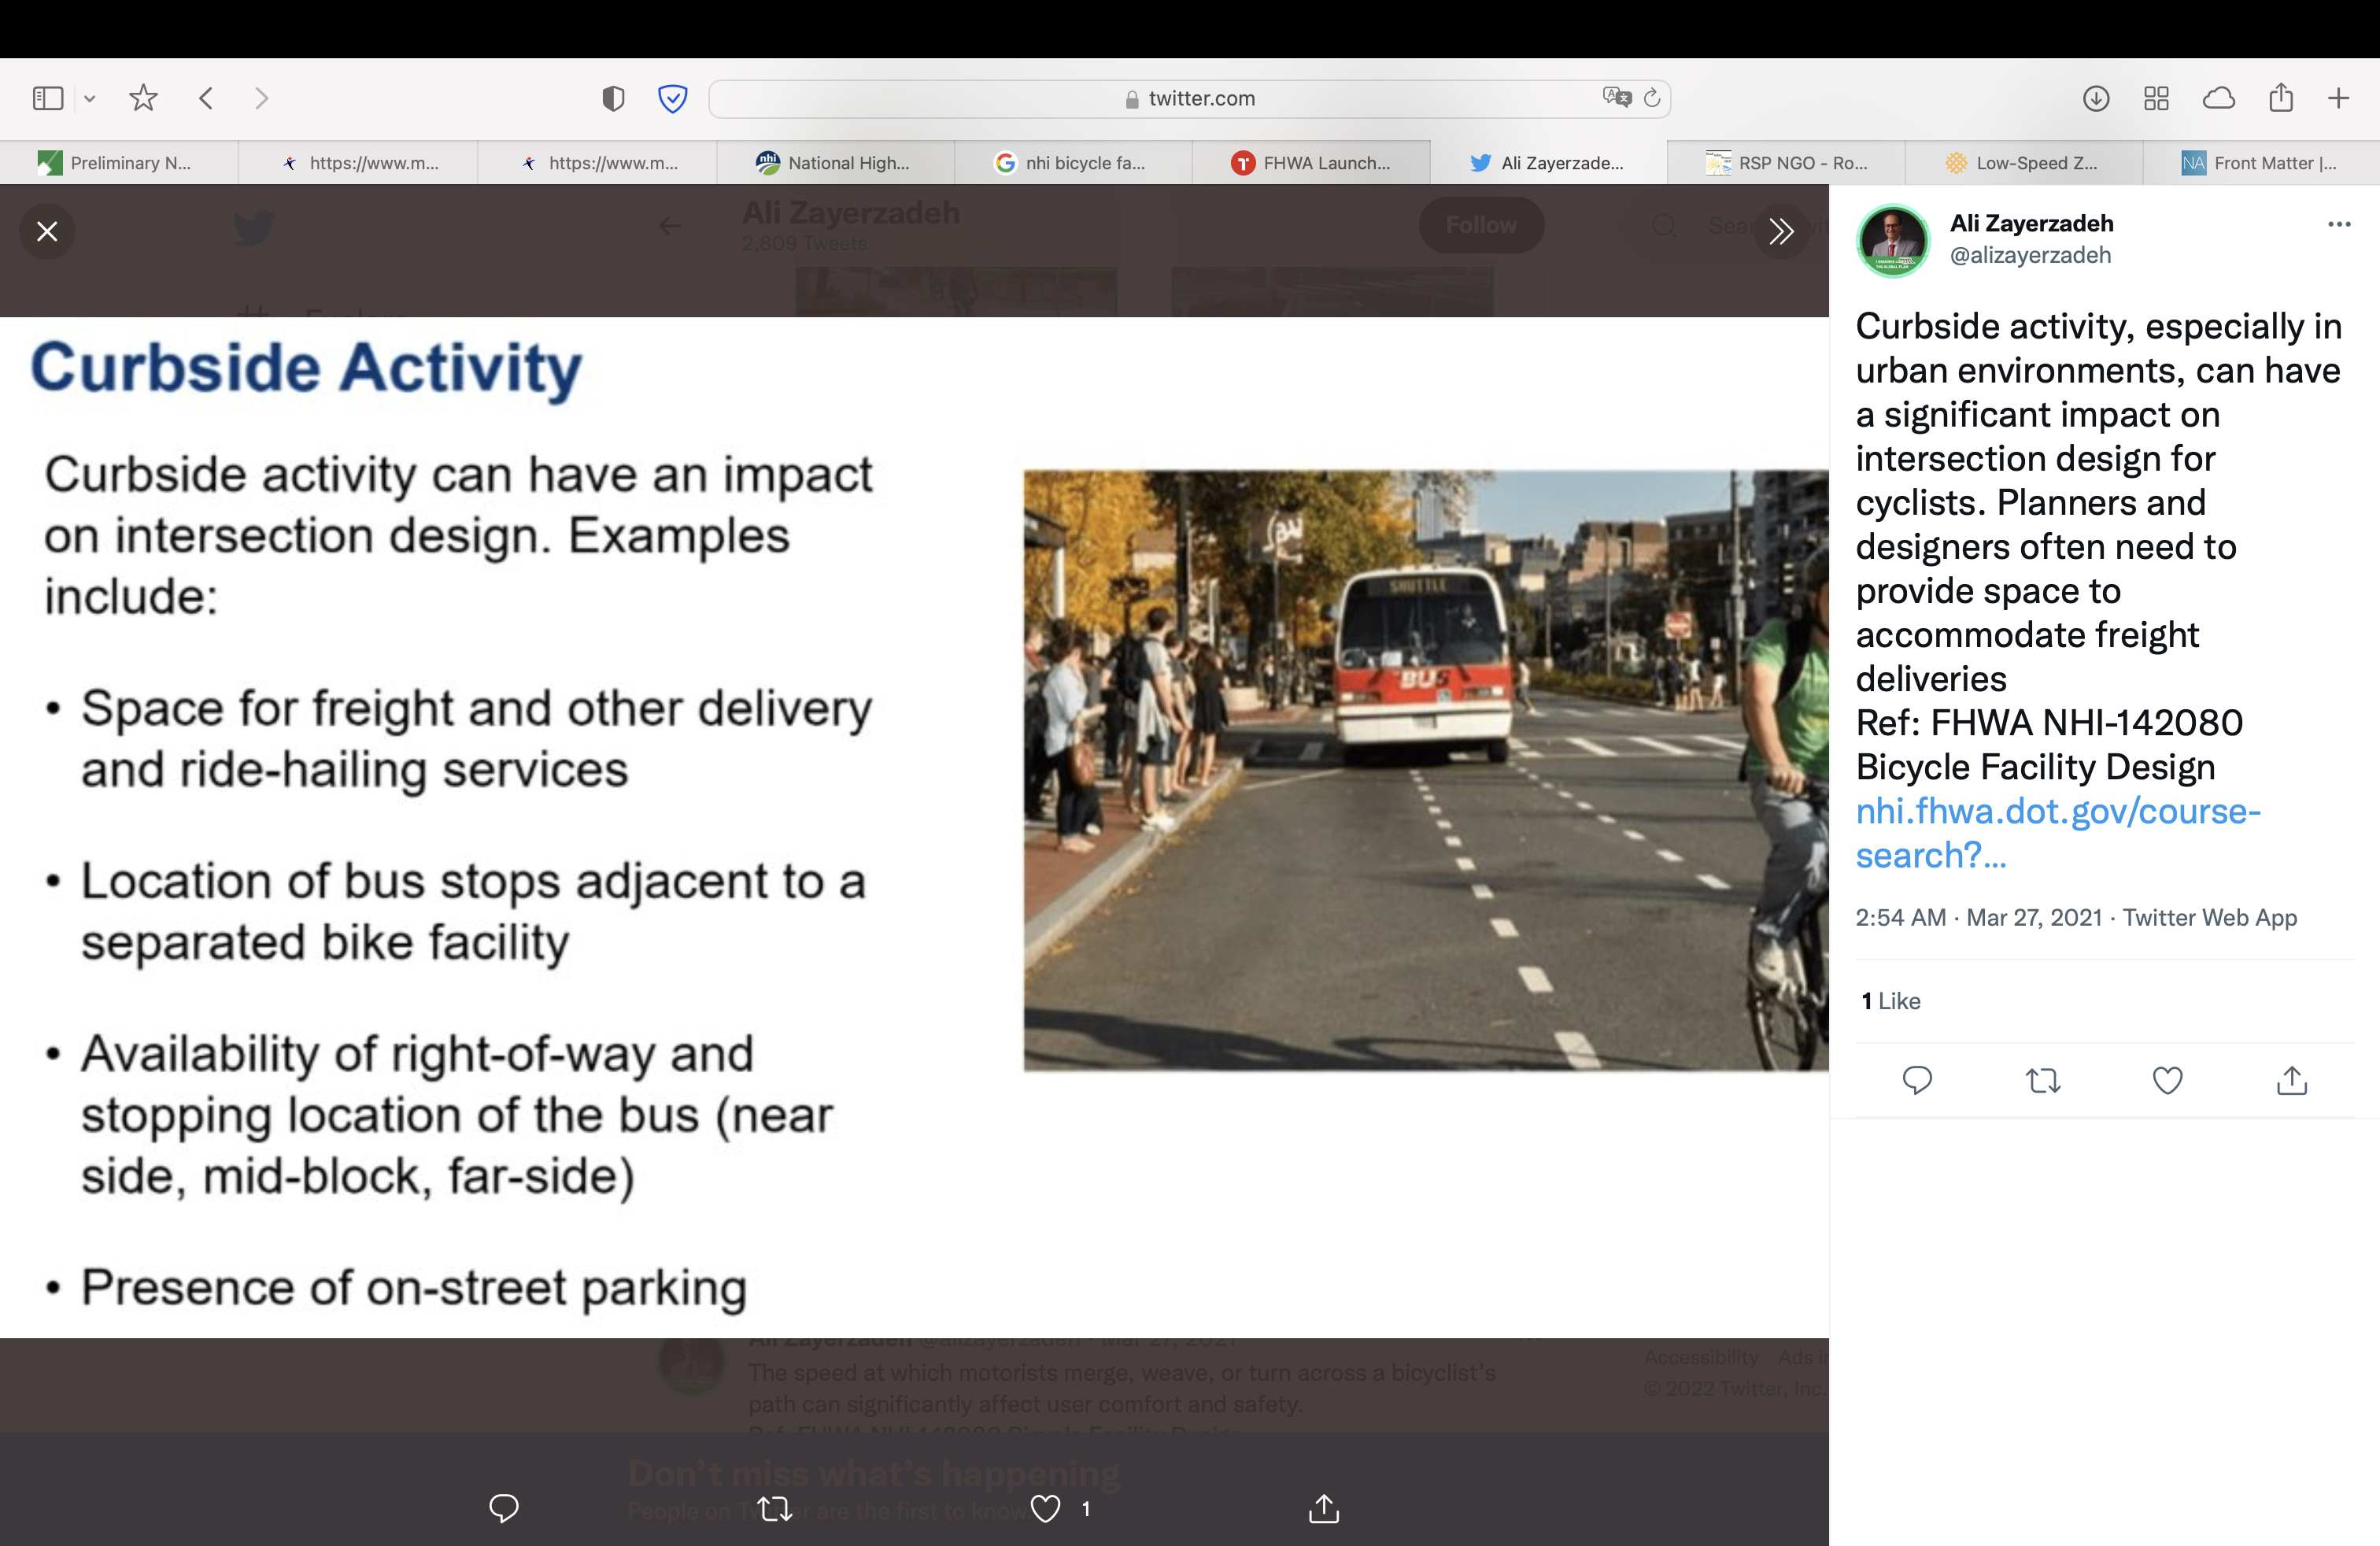 twitter.com
Preliminary N...
https://www.m...
https://www.m...
National High...
nhi bicycle fa...
FHWA Launch...
Ali Zayerzade...
RSP NGO - Ro...
Low-Speed Z...
Front Matter |...
Ali Zayerzadeh
2,809 Tweets
Follow
Curbside Activity
Curbside activity can have an impact
on intersection design. Examples
include:
• Space for freight and other delivery
and ride-hailing services
• Location of bus stops adjacent to a
separated bike facility
• Availability of right-of-way and
stopping location of the bus (near
side, mid-block, far-side)
• Presence of on-street parking
SHUTTLE
BUS
Ali Zayerzadeh
@alizayerzadeh
Curbside activity, especially in
urban environments, can have
a significant impact on
intersection design for
cyclists. Planners and
designers often need to
provide space to
accommodate freight
deliveries
Ref: FHWA NHI-142080
Bicycle Facility Design
nhi.fhwa.dot.gov/course-
search?...
2:54 AM · Mar 27, 2021 · Twitter Web App
1 Like
Ali Zayerzadeh @alizayerzadeh · Mar 27, 2021
The speed at which motorists merge, weave, or turn across a bicyclist's
path can significantly affect user comfort and safety.
Ref: FHWA NHI-142080 Bicycle Facility Design
Accessibility Ads
© 2022 Twitter, Inc.
Don't miss what's happening
People on Twitter are the first to know.
1